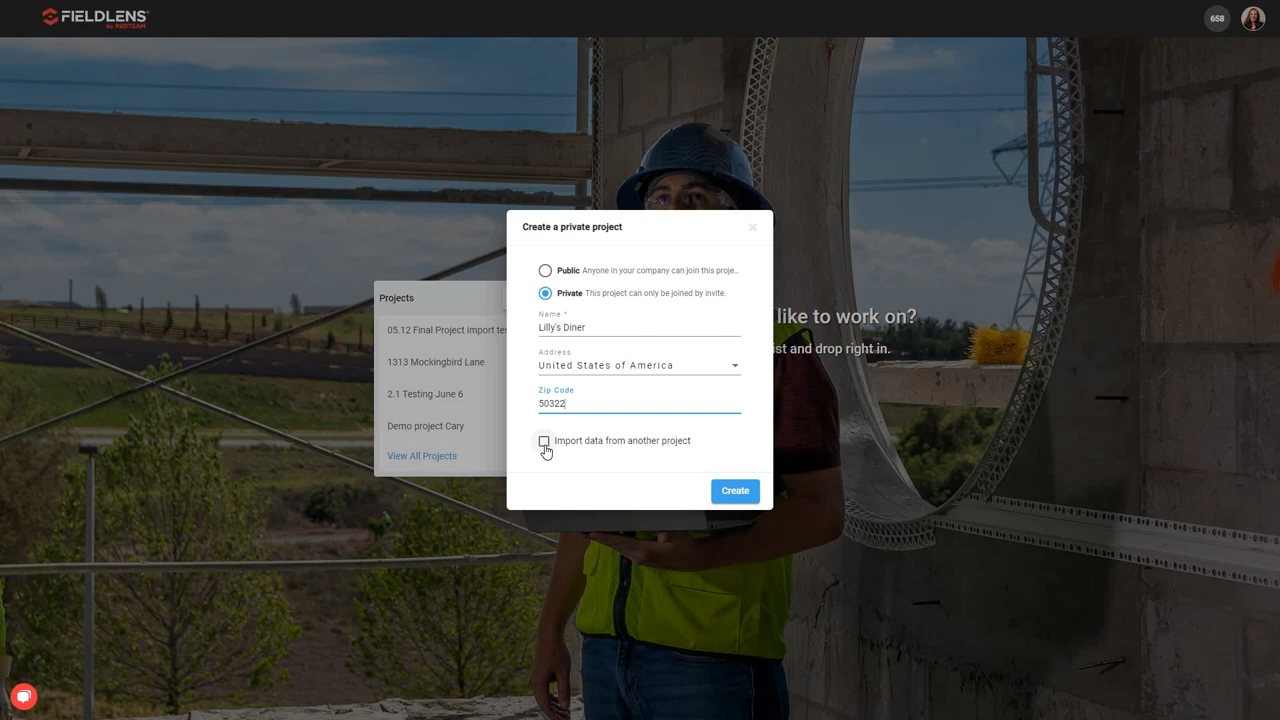 FIELDLENS
by REDTEAM
658
Create a private project
Public Anyone in your company can join this proje...
Private This project can only be joined by invite.
Name *
Lilly's Diner
Address
United States of America
Zip Code
50322
Import data from another project
Create
Projects
05.12 Final Project import tes
1313 Mockingbird Lane
2.1 Testing June 6
Demo project Cary
View All Projects
like to work on?
ist and drop right in.